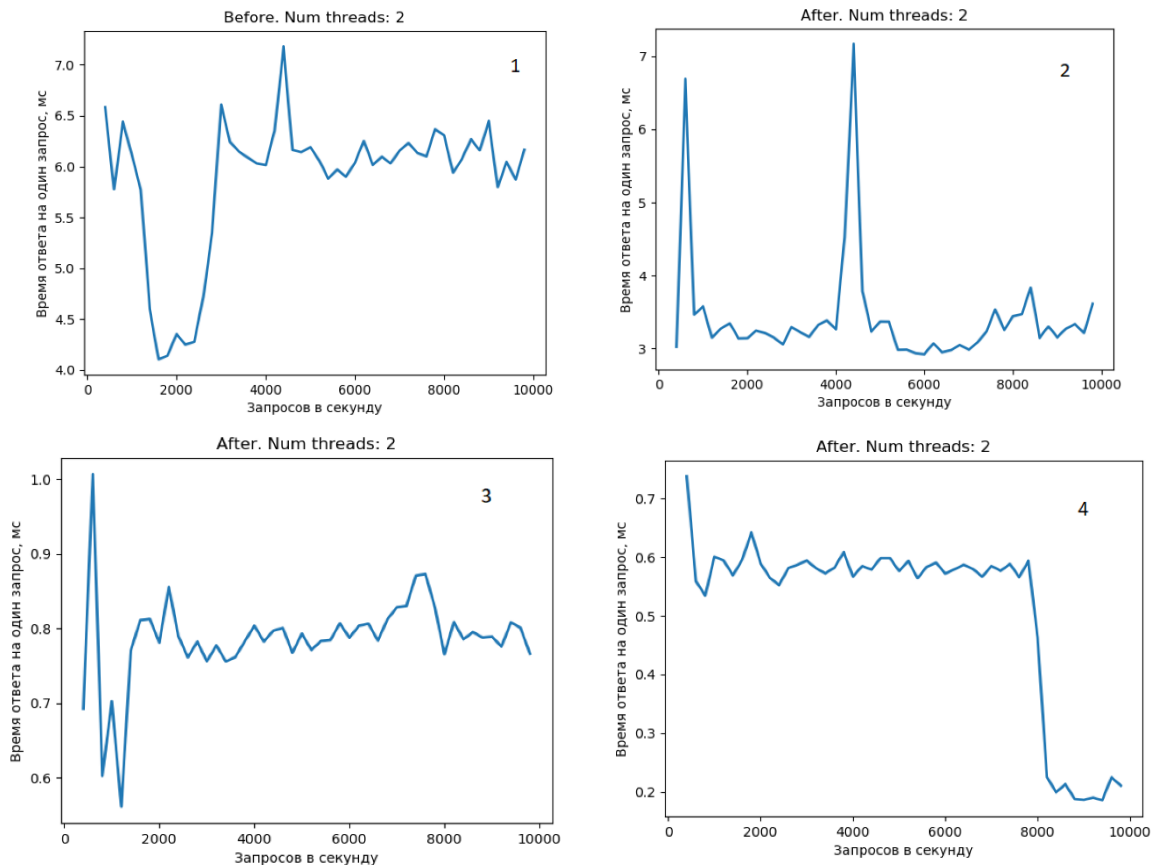 Before. Num threads: 2
1
7.0
6.5
6.0
5.5
5.0
4.5
4.0
Время ответа на один запрос, мс
0 2000 4000 6000 8000 10000
Запросов в секунду
After. Num threads: 2
2
7
6
5
4
3
Время ответа на один запрос, мс
0 2000 4000 6000 8000 10000
Запросов в секунду
After. Num threads: 2
3
1.0
0.9
0.8
0.7
0.6
Время ответа на один запрос, мс
0 2000 4000 6000 8000 10000
Запросов в секунду
After. Num threads: 2
4
0.7
0.6
0.5
0.4
0.3
0.2
Время ответа на один запрос, мс
0 2000 4000 6000 8000 10000
Запросов в секунду